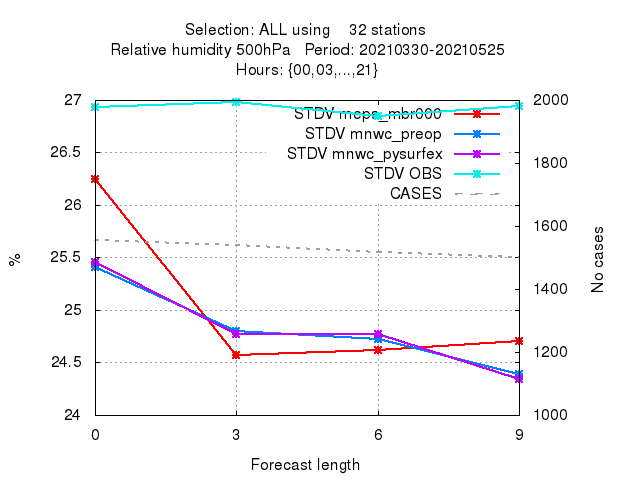 Selection: ALL using 32 stations
Relative humidity 500hPa Period: 20210330-20210525
Hours: {00,03,...,21}
27
26.5
26
25.5
25
24.5
24
%
2000
1800
1600
1400
1200
1000
No cases
STDV meps_mbr000
STDV mnwc_preop
STDV mnwc_pysurfex
STDV OBS
CASES
0 3 6 9
Forecast length